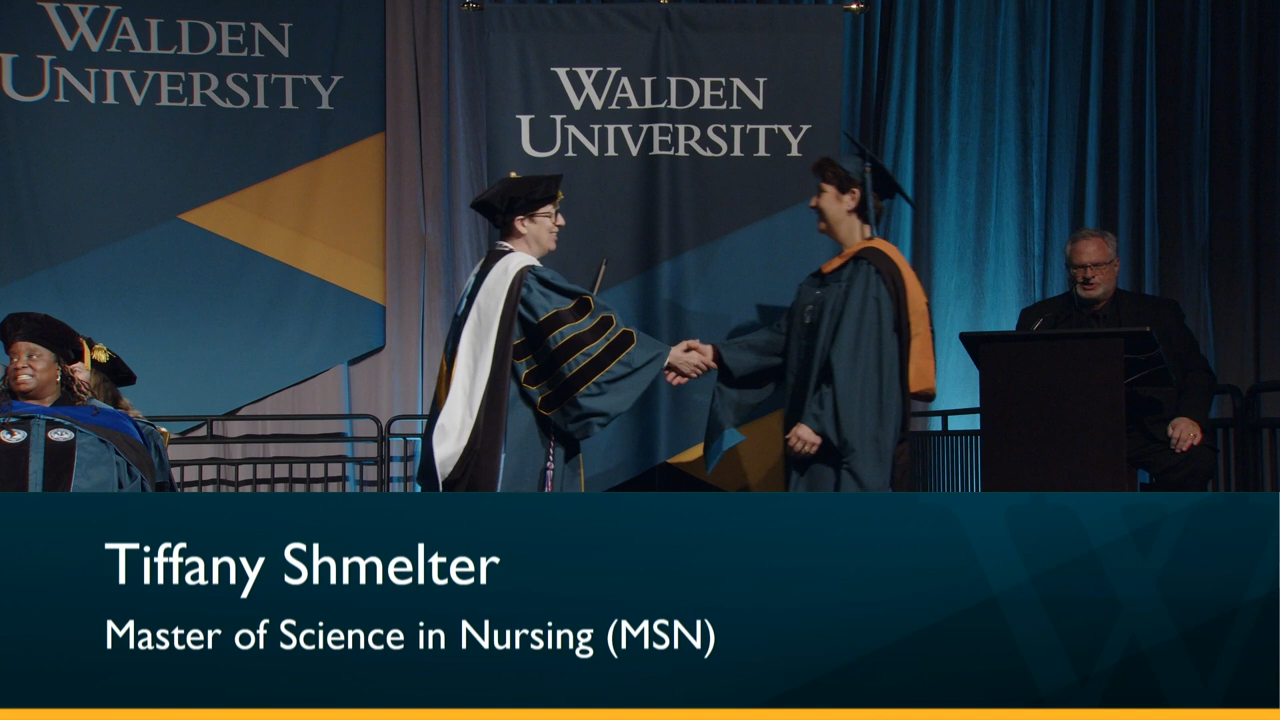 WALDEN
UNIVERSITY
WALDEN
UNIVERSITY
Tiffany Shmelter
Master of Science in Nursing (MSN)